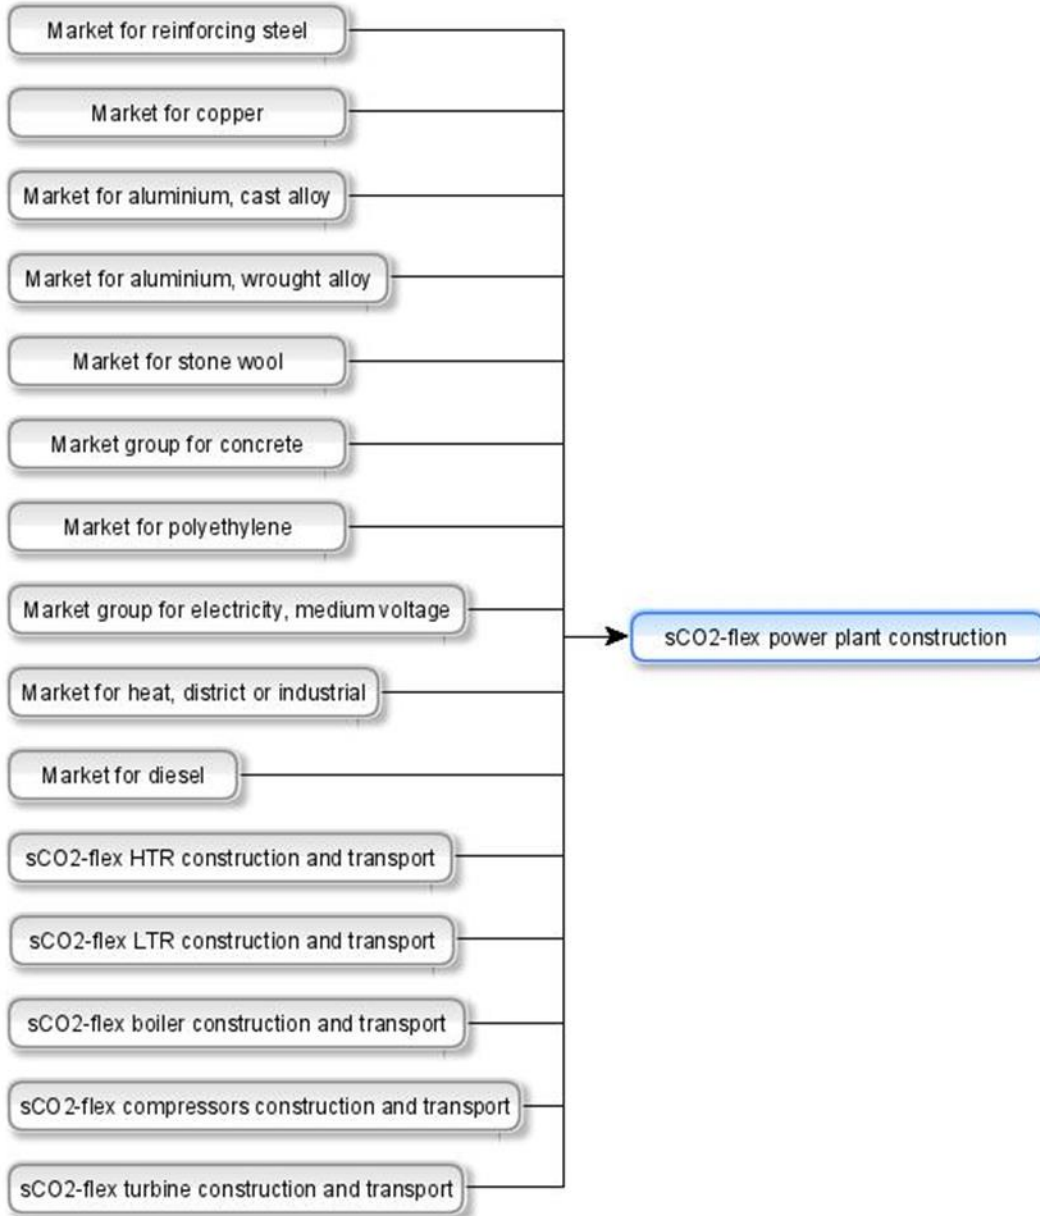 Market for reinforcing steel
Market for copper
Market for aluminium, cast alloy
Market for aluminium, wrought alloy
Market for stone wool
Market group for concrete
Market for polyethylene
Market group for electricity, medium voltage
sCO2-flex power plant construction
Market for heat, district or industrial
Market for diesel
sCO2-flex HTR construction and transport
sCO2-flex LTR construction and transport
sCO2-flex boiler construction and transport
sCO2-flex compressors construction and transport
sCO2-flex turbine construction and transport